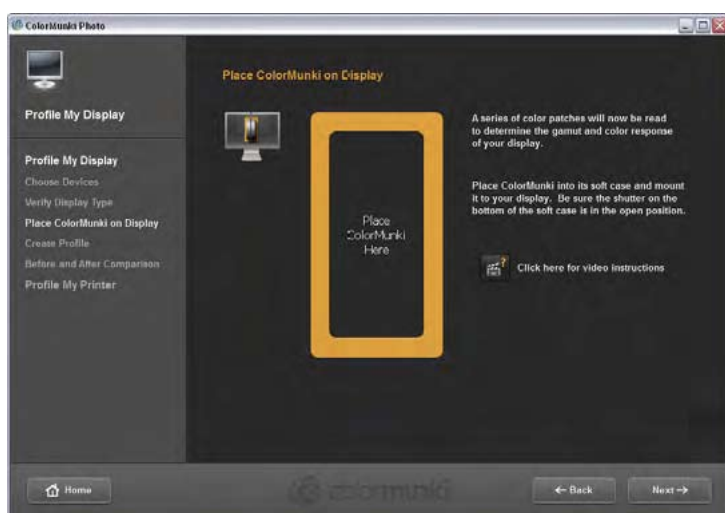 ColorMunki Photo
Profile My Display
Profile My Display
Choose Devices
Verify Display Type
Place ColorMunki on Display
Create Profile
Before and After Comparison
Profile My Printer
Place ColorMunki on Display
Place
ColorMunki
Here
A series of color patches will now be read
to determine the gamut and color response
of your display.
Place ColorMunki into its soft case and mount
it to your display. Be sure the shutter on the
bottom of the soft case is in the open position.
Click here for video instructions
Home
colormunki
Back
Next